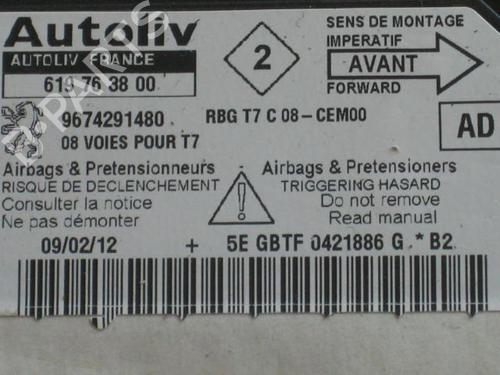 Autoliv
AUTOLIV FRANCE
619 76 38 00
2
SENS DE MONTAGE
IMPERATIF
AVANT
FORWARD
9674291480
RBG T7 C 08-CEM00
08 VOIES POUR T7
AD
Airbags & Pretensionneurs
RISQUE DE DECLENCHEMENT
Consulter la notice
Ne pas démonter
Airbags & Pretensioners
TRIGGERING HASARD
Do not remove
Read manual
09/02/12 + 5E GBTF 0421886 G * B2